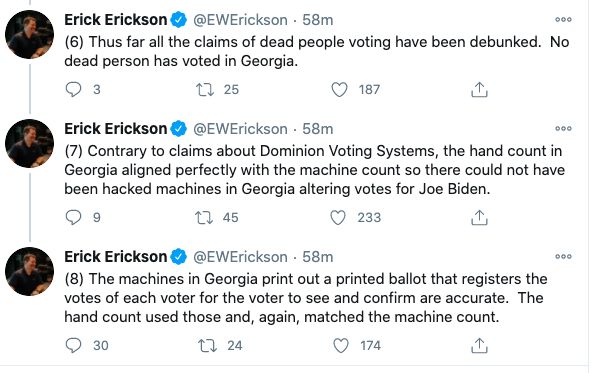 Erick Erickson @EWErickson · 58m
(6) Thus far all the claims of dead people voting have been debunked. No
dead person has voted in Georgia.
3 25 187
Erick Erickson @EWErickson · 58m
(7) Contrary to claims about Dominion Voting Systems, the hand count in
Georgia aligned perfectly with the machine count so there could not have
been hacked machines in Georgia altering votes for Joe Biden.
9 45 233
Erick Erickson @EWErickson · 58m
(8) The machines in Georgia print out a printed ballot that registers the
votes of each voter for the voter to see and confirm are accurate. The
hand count used those and, again, matched the machine count.
30 24 174